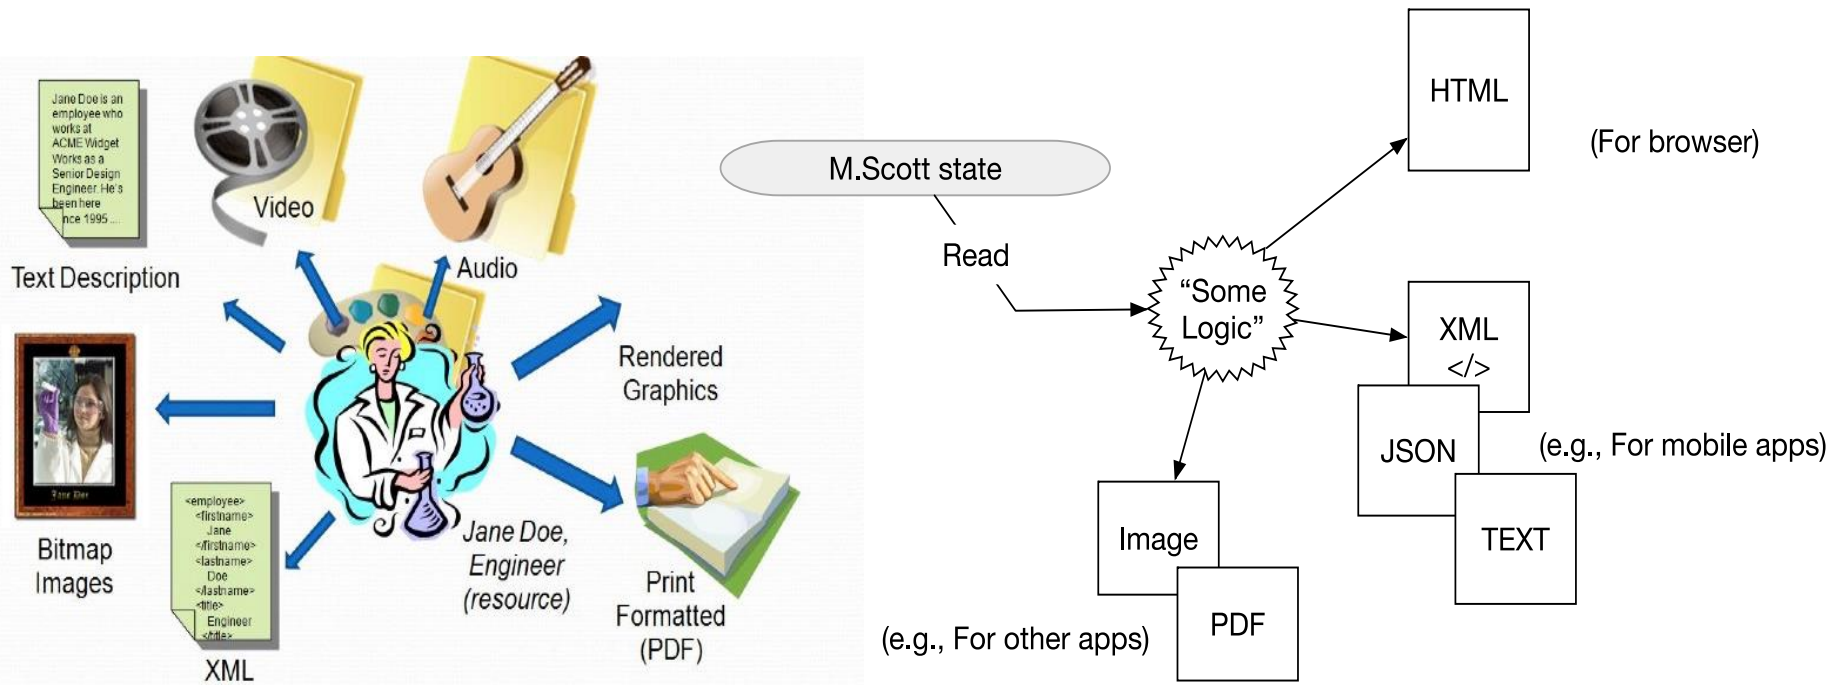 Jane Doe is an
employee who
works at
ACME Widget
Works as a
Senior Design
Engineer. He's
been here
nce 1995 ....
Text Description
Video
Audio
Rendered
Graphics
Jane Doe
Bitmap
Images
<employee>
<firstname>
Jane
</firstname>
<lastname>
Doe
</lastname>
<title>
Engineer
</title>
XML
Jane Doe,
Engineer
(resource)
Print
Formatted
(PDF)
M.Scott state
Read
“Some
Logic”
HTML
(For browser)
XML
</>
JSON
TEXT
(e.g., For mobile apps)
Image
PDF
(e.g., For other apps)